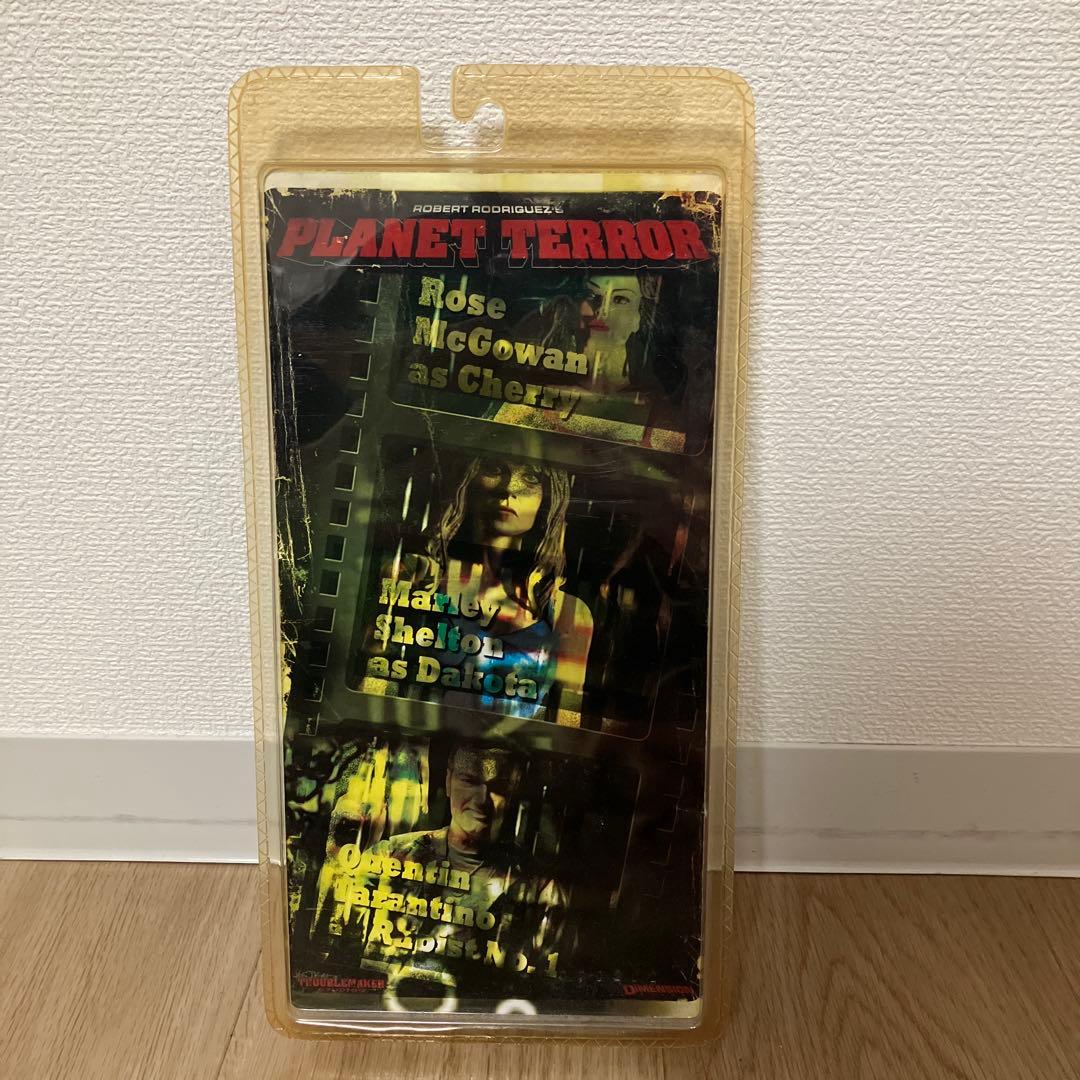 ROBERT RODRIGUEZ'S
PLANET TERROR
Rose
McGowan
as Cherry
Marley
Shelton
as Dakota
Quentin
Tarantino
Rapist No. 1
TROUBLEMAKER
STUDIOS
DIMENSION